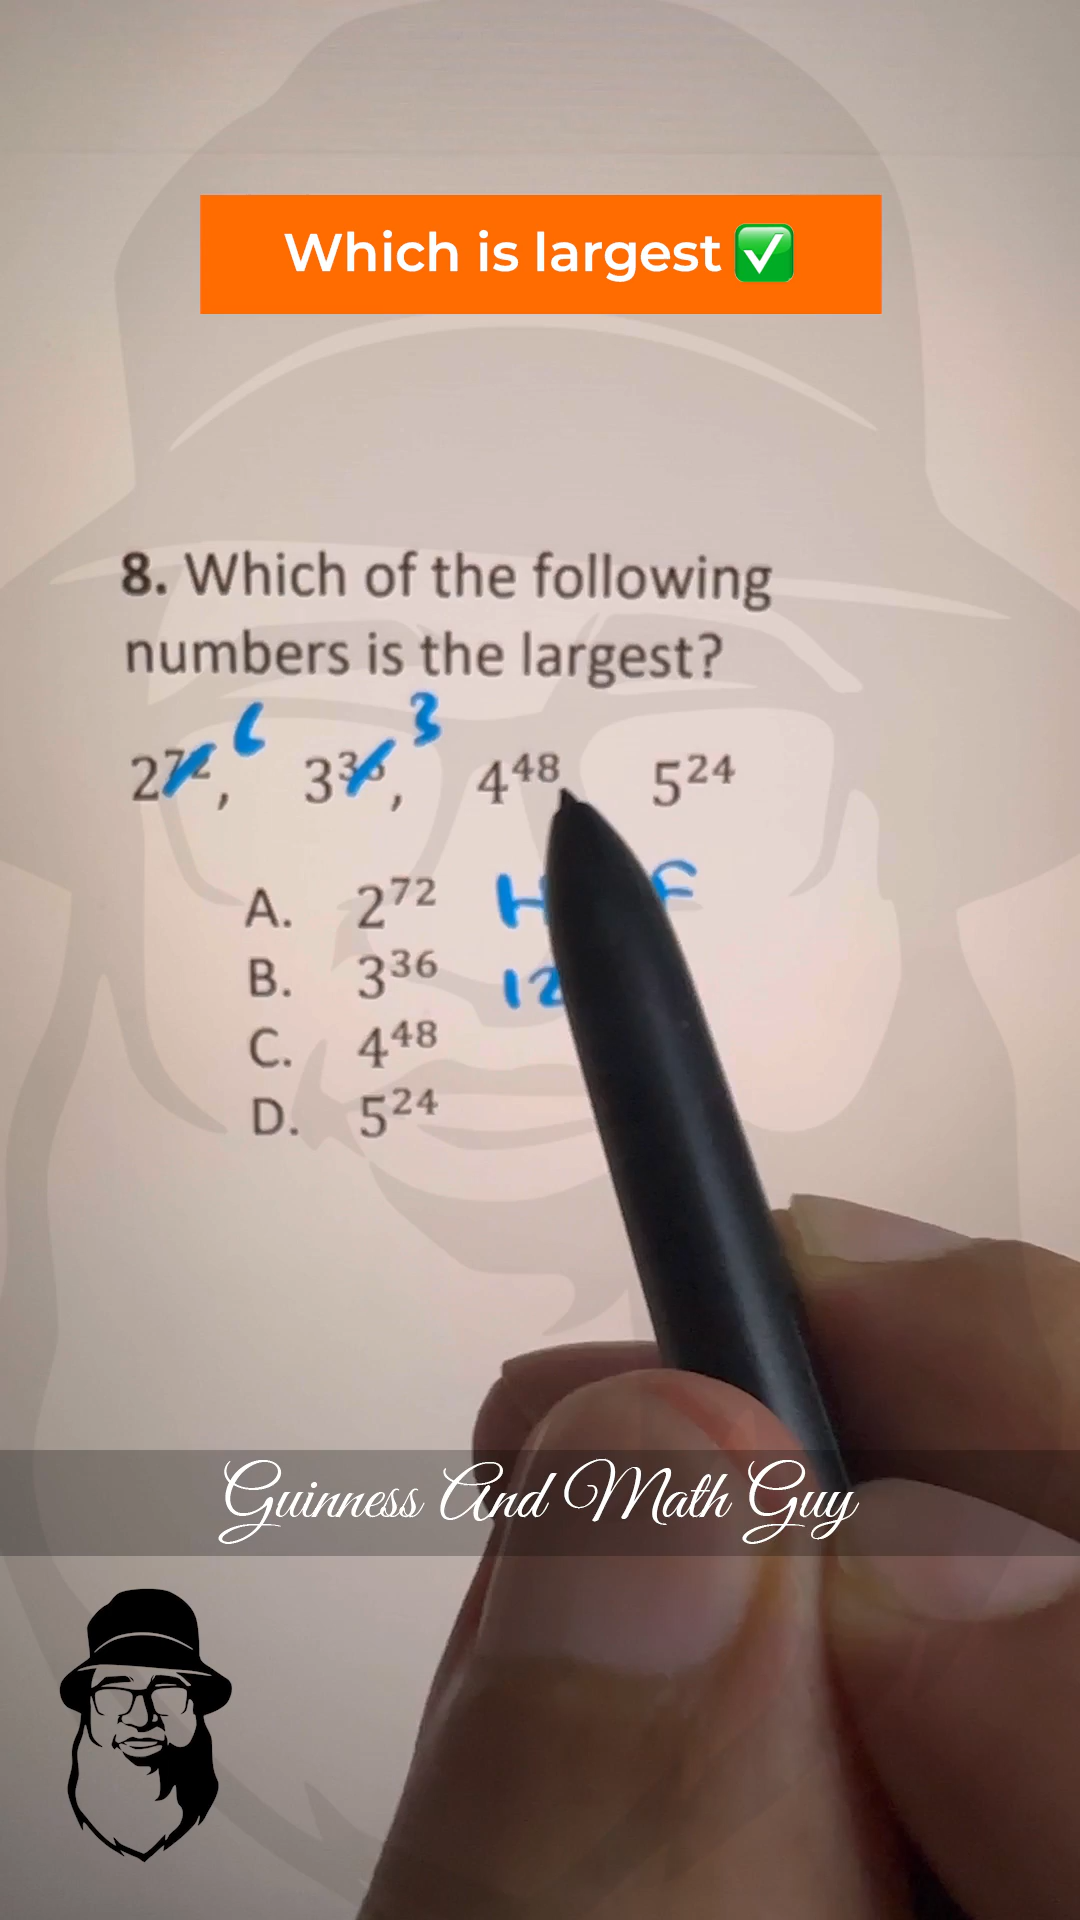 Which is largest ✅
8. Which of the following
numbers is the largest?
6 3
2⁷², 3³⁶, 4⁴⁸, 5²⁴
A. 2⁷² H F
B. 3³⁶ 12
C. 4⁴⁸
D. 5²⁴
Guinness And Math Guy